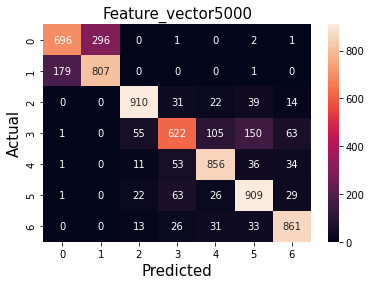 Feature_vector5000
Actual
0 696 296 0 1 0 2 1
1 179 807 0 0 0 1 0
2 0 0 910 31 22 39 14
3 1 0 55 622 105 150 63
4 1 0 11 53 856 36 34
5 1 0 22 63 26 909 29
6 0 0 13 26 31 33 861
0 1 2 3 4 5 6
Predicted
800
600
400
200
0